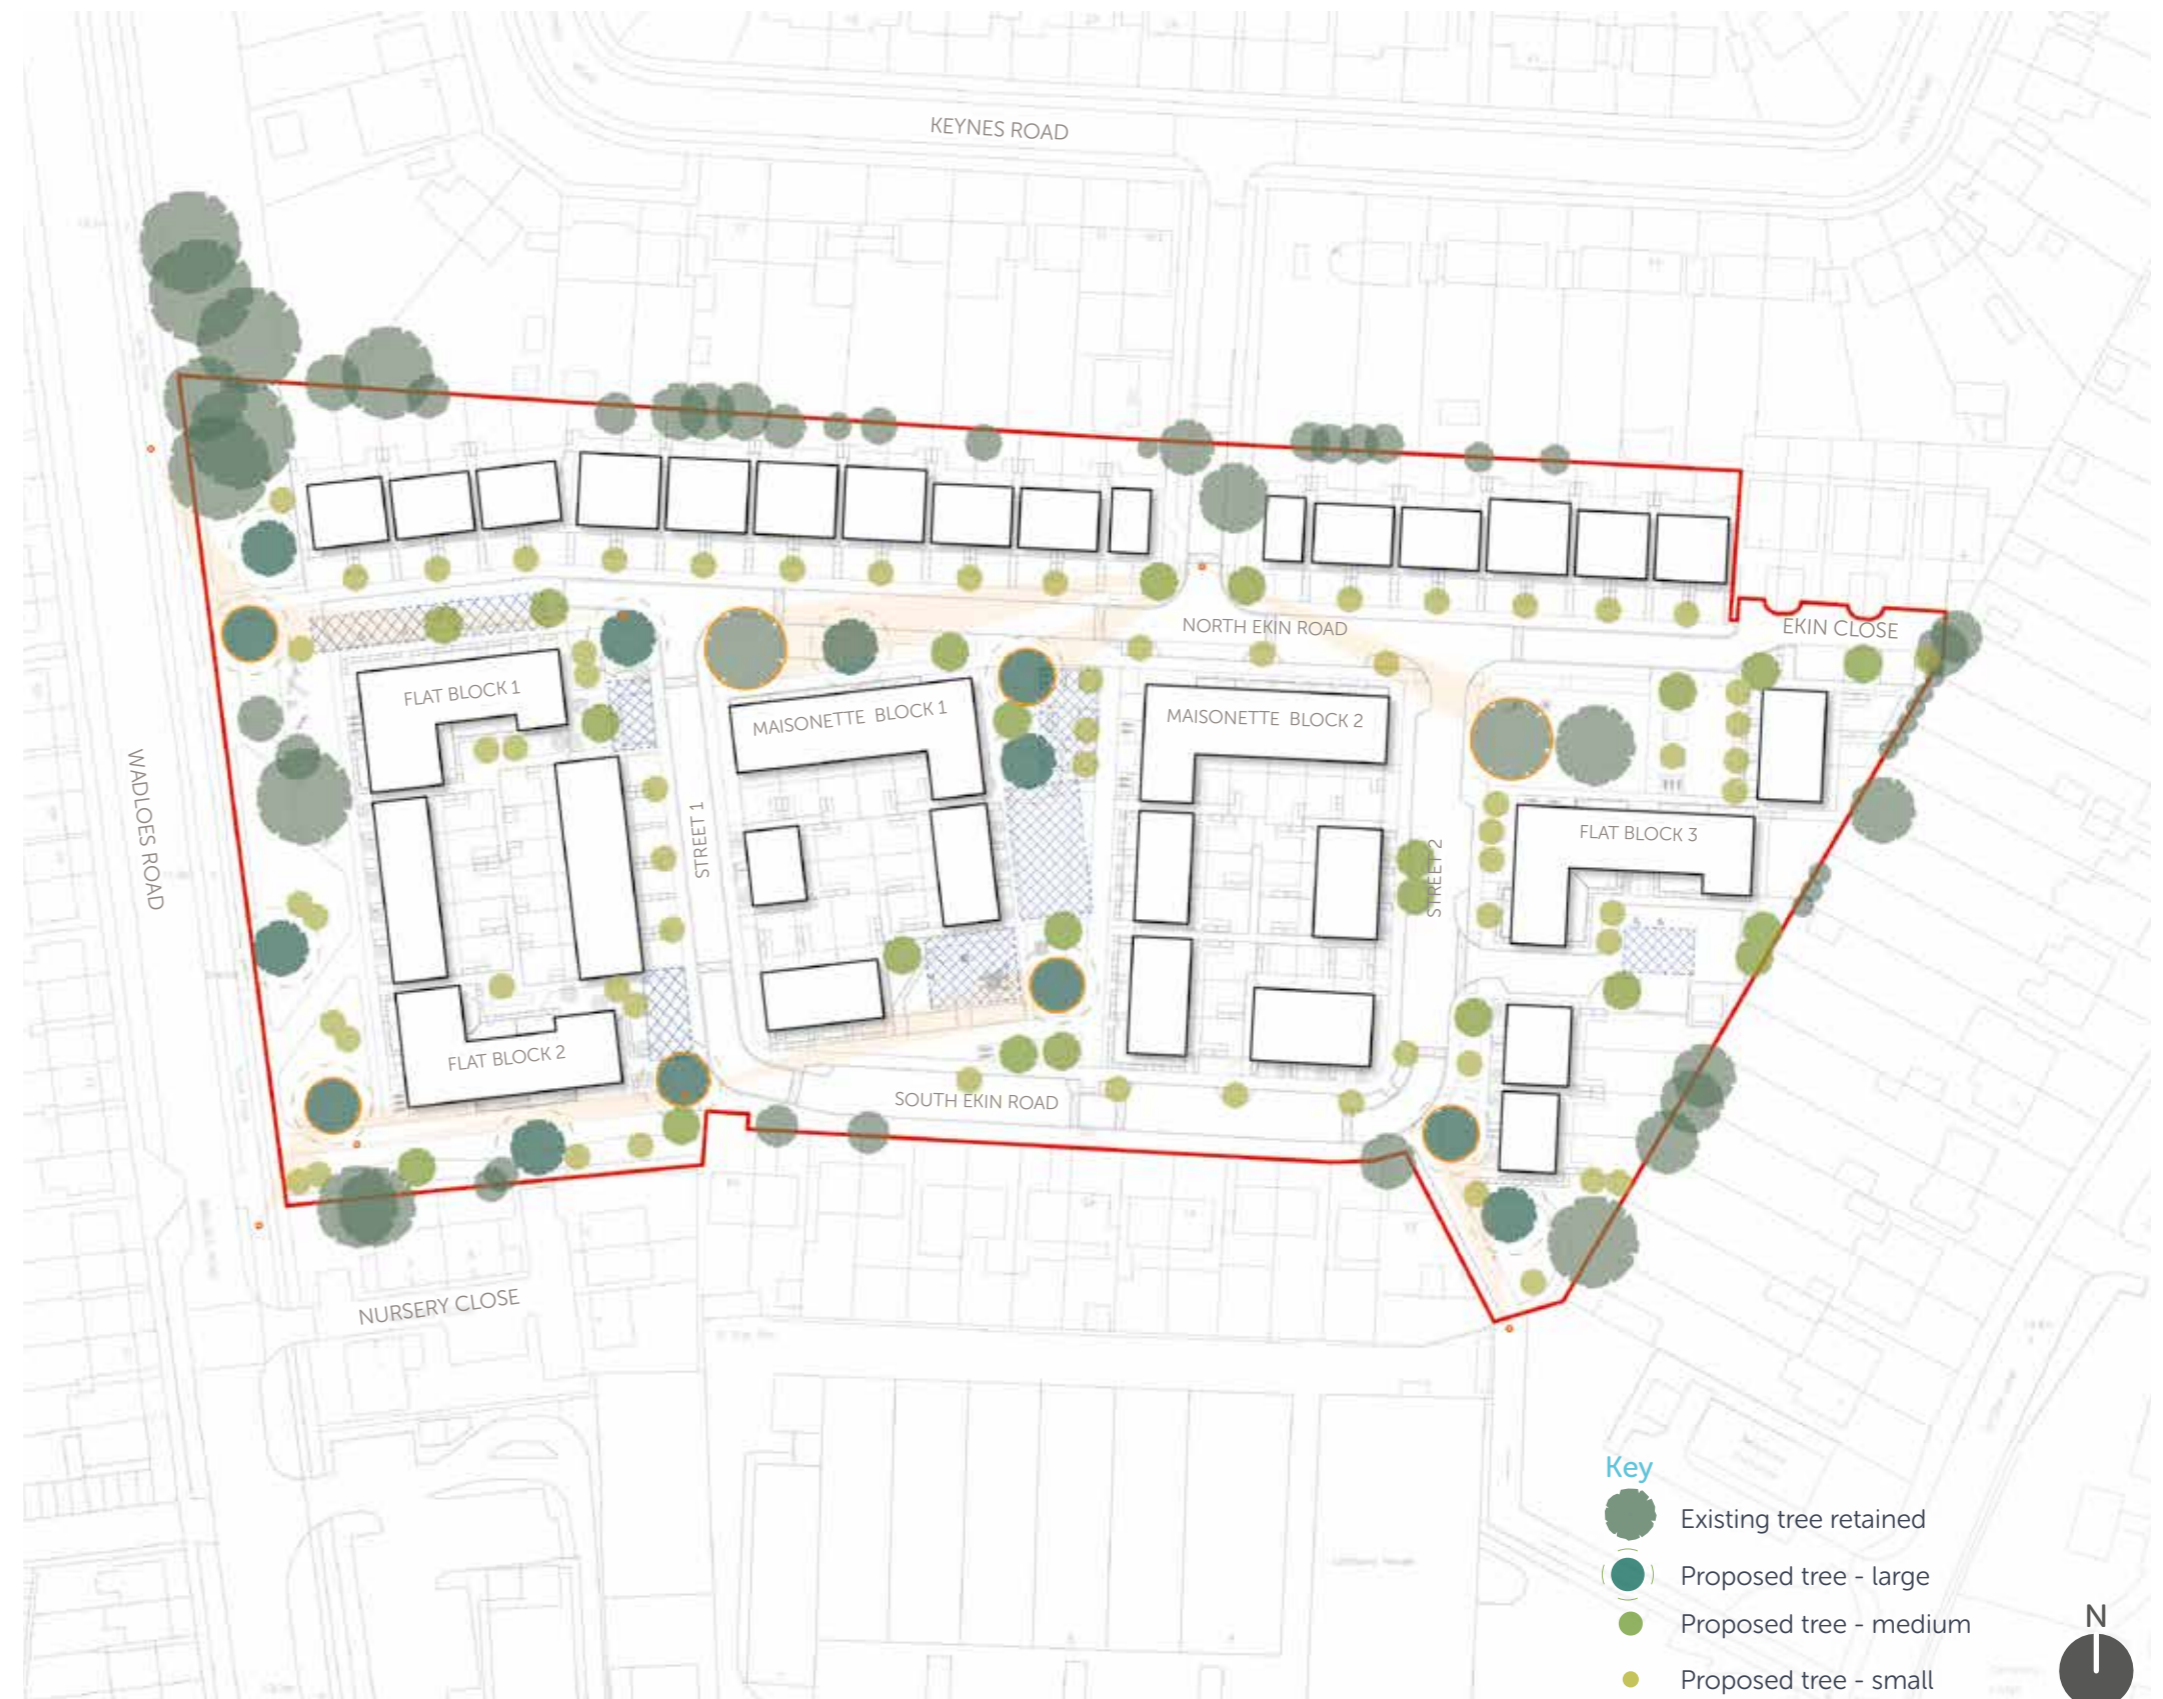 KEYNES ROAD
NORTH EKIN ROAD
EKIN CLOSE
FLAT BLOCK 1
MAISONETTE BLOCK 1
MAISONETTE BLOCK 2
WADLOES ROAD
STREET 1
STREET 2
FLAT BLOCK 3
FLAT BLOCK 2
SOUTH EKIN ROAD
NURSERY CLOSE
Key
Existing tree retained
Proposed tree - large
Proposed tree - medium
Proposed tree - small
N